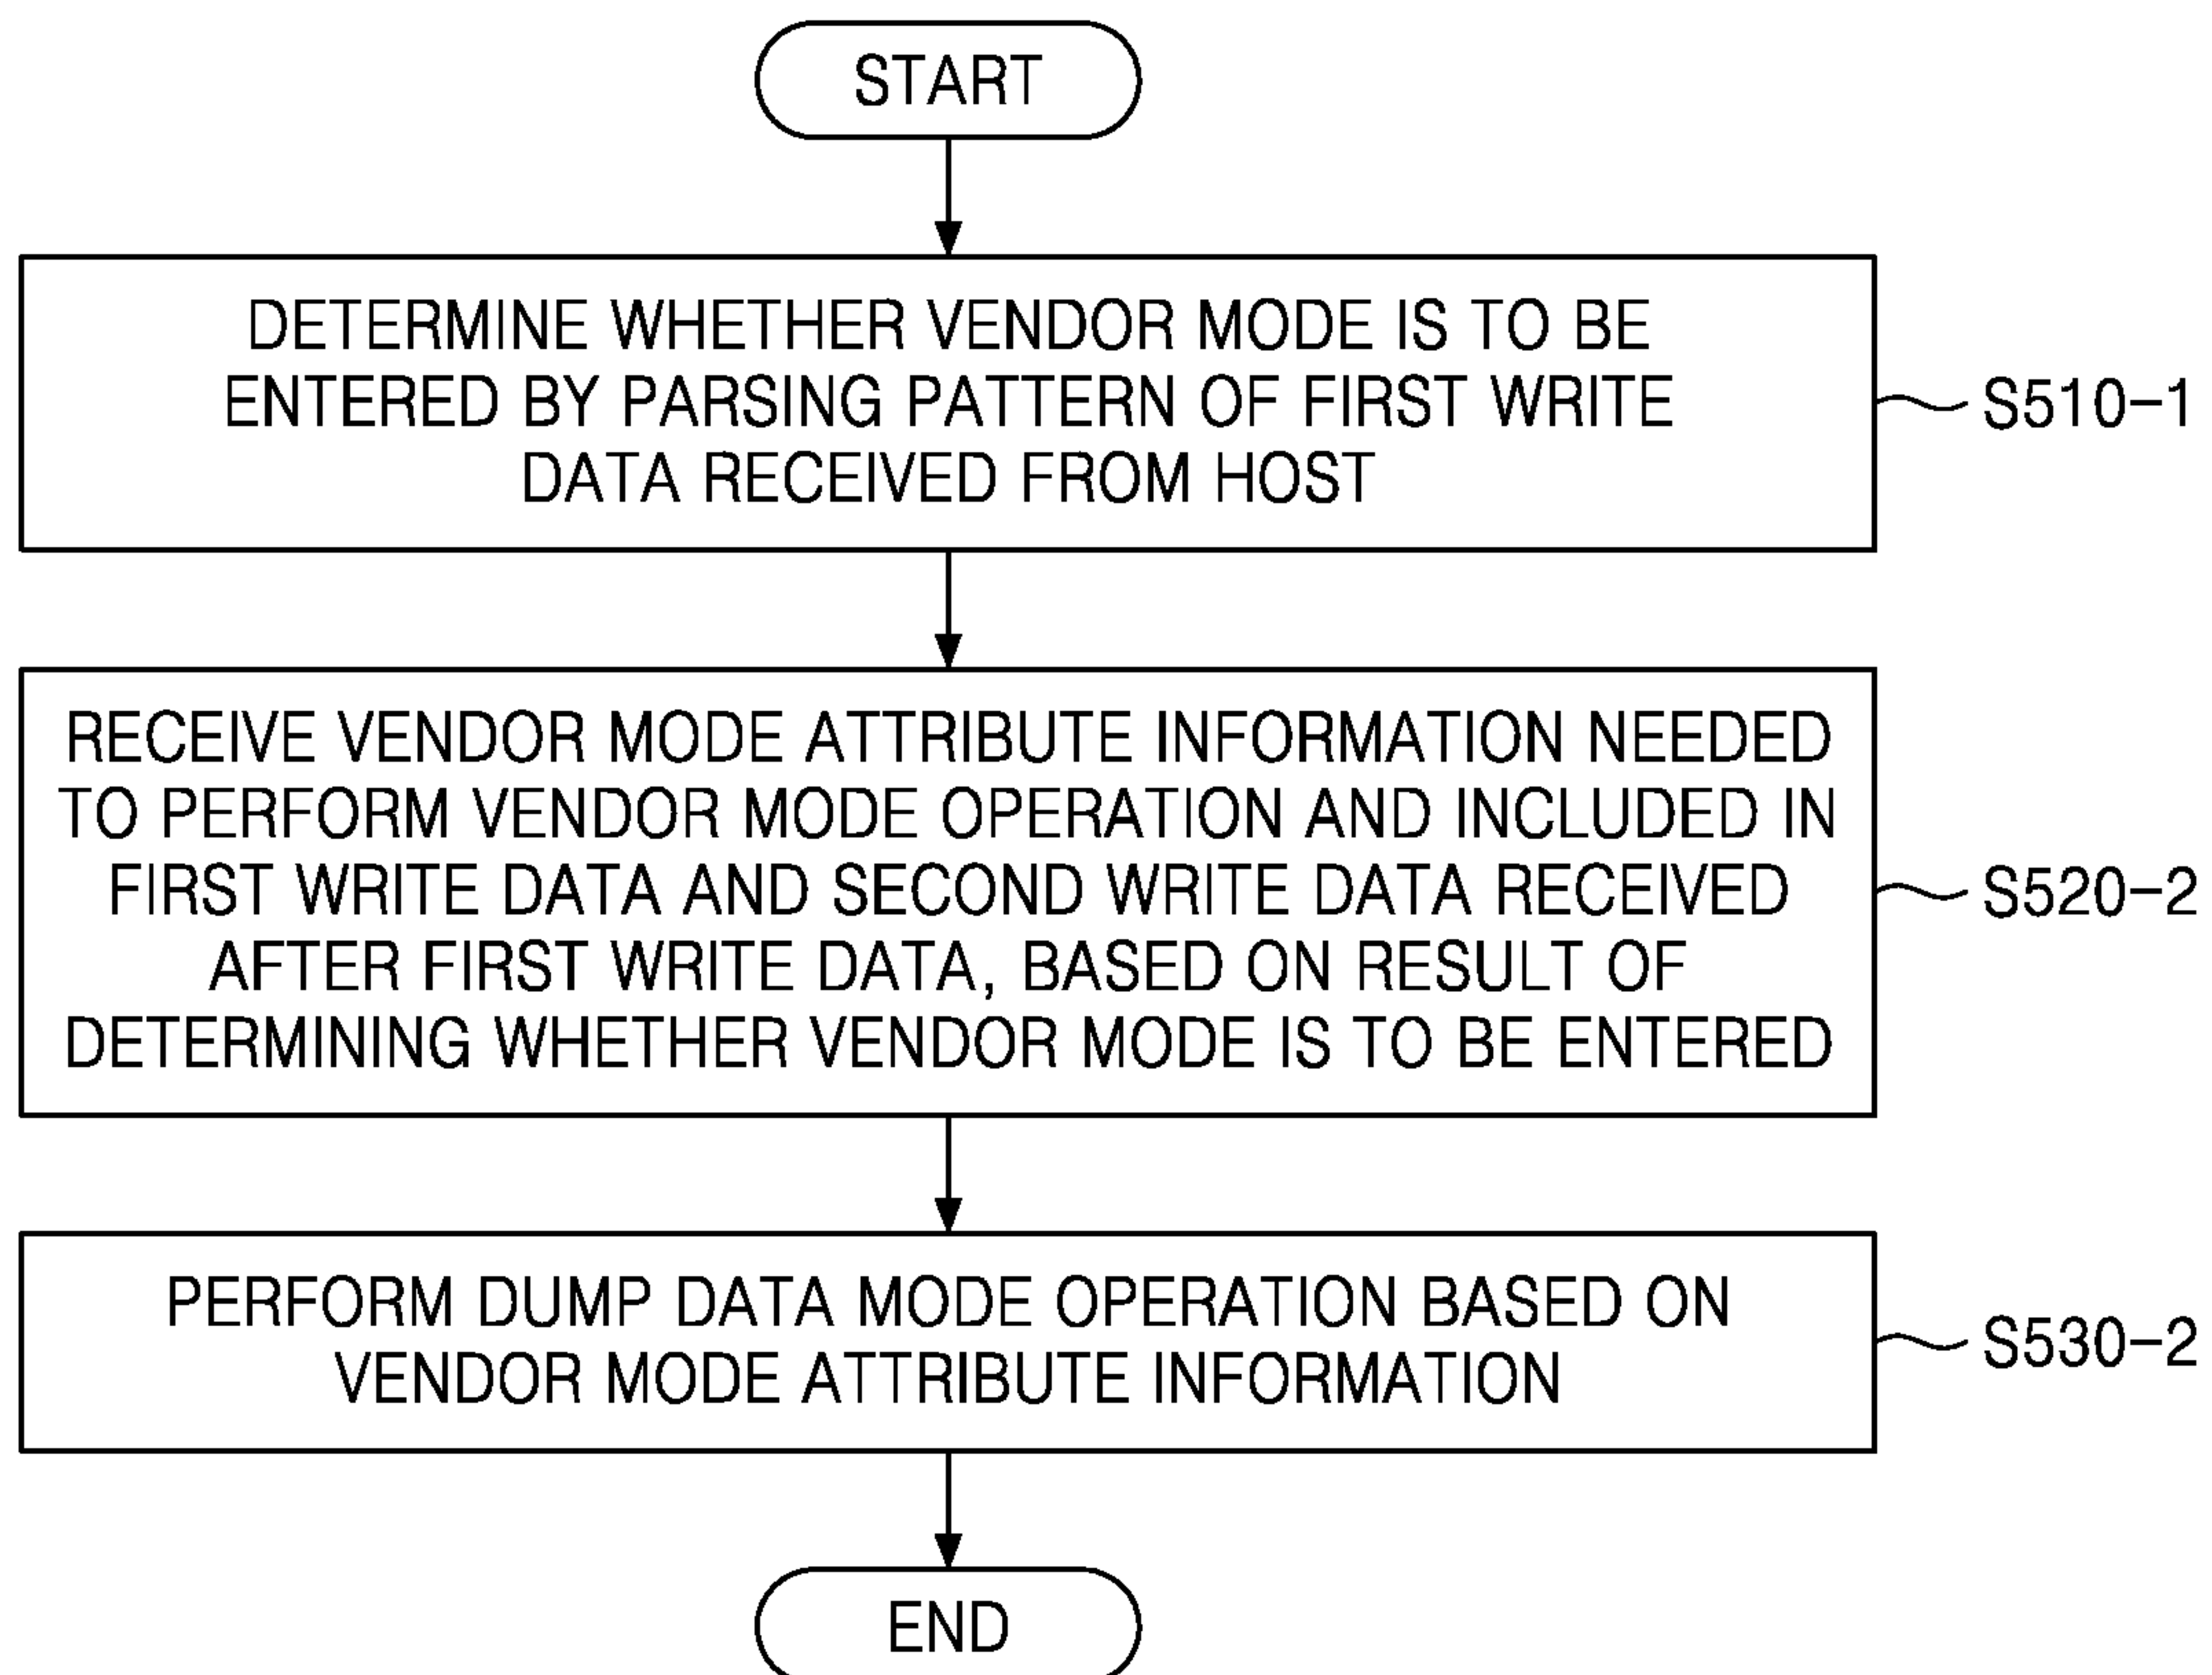 START
DETERMINE WHETHER VENDOR MODE IS TO BE
ENTERED BY PARSING PATTERN OF FIRST WRITE
DATA RECEIVED FROM HOST
S510-1
RECEIVE VENDOR MODE ATTRIBUTE INFORMATION NEEDED
TO PERFORM VENDOR MODE OPERATION AND INCLUDED IN
FIRST WRITE DATA AND SECOND WRITE DATA RECEIVED
AFTER FIRST WRITE DATA, BASED ON RESULT OF
DETERMINING WHETHER VENDOR MODE IS TO BE ENTERED
S520-2
PERFORM DUMP DATA MODE OPERATION BASED ON
VENDOR MODE ATTRIBUTE INFORMATION
S530-2
END